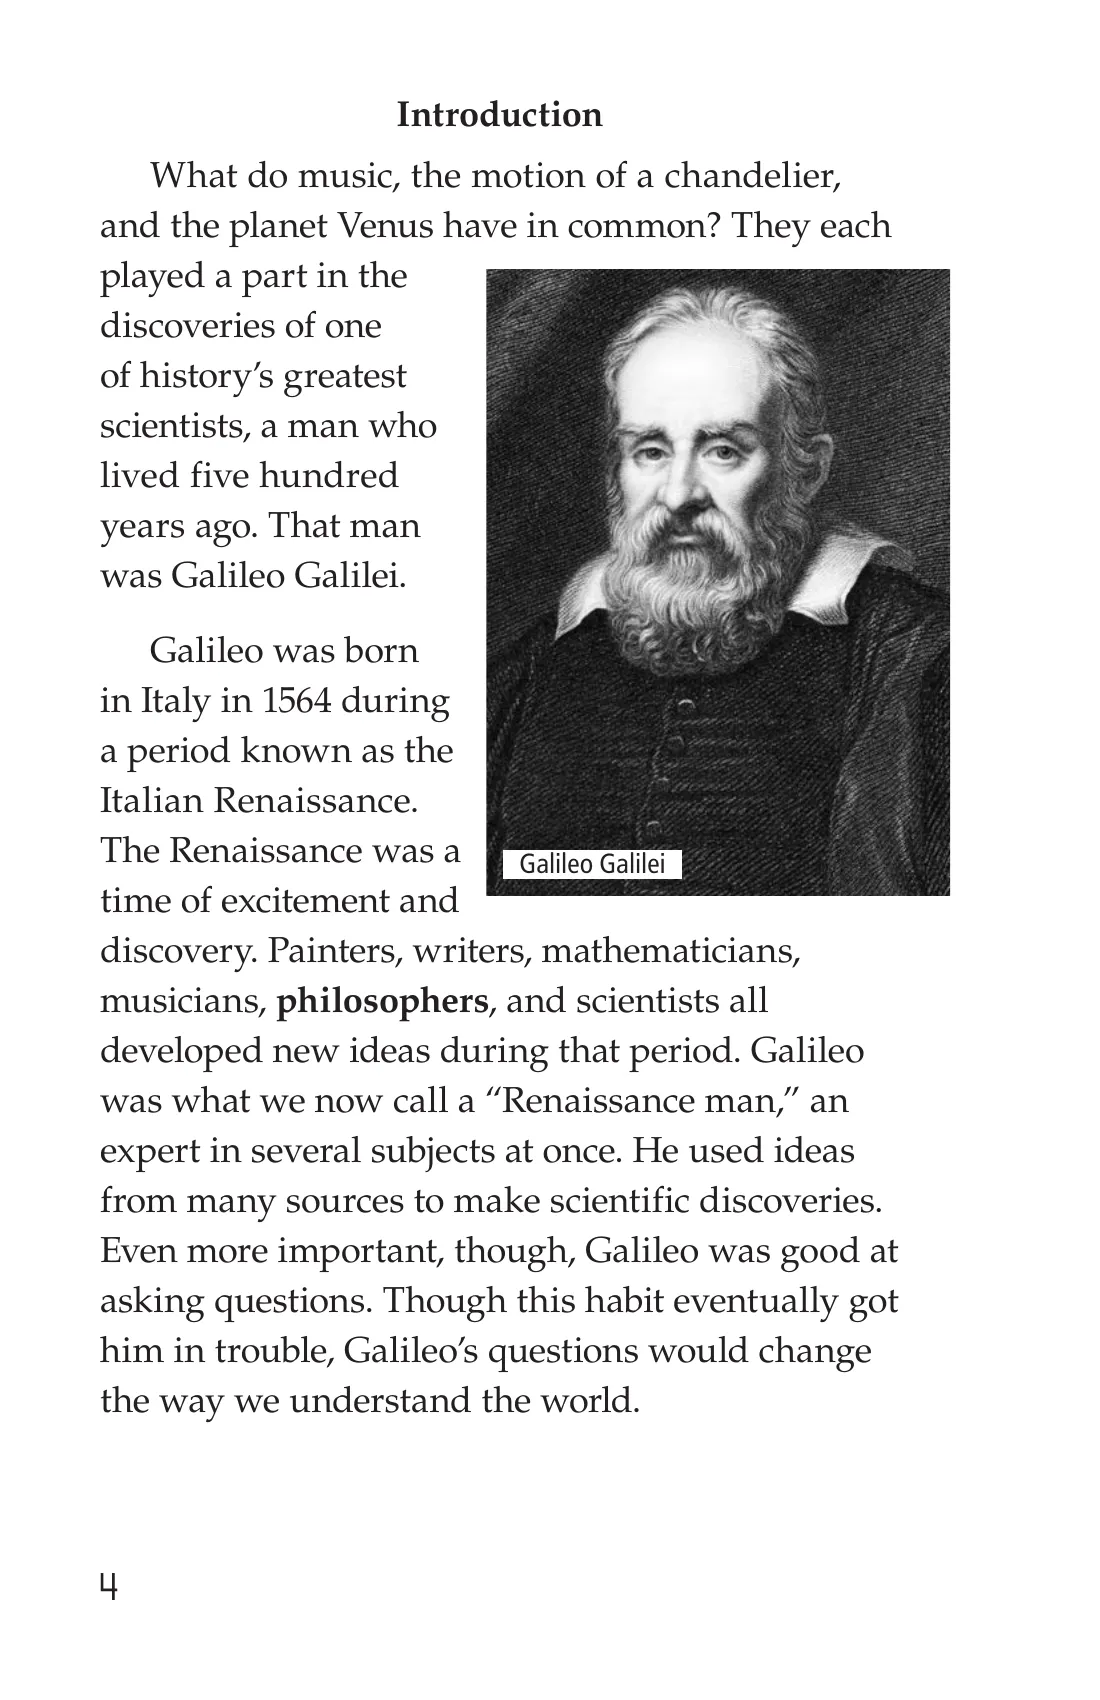 Introduction
What do music, the motion of a chandelier,
and the planet Venus have in common? They each
played a part in the
discoveries of one
of history’s greatest
scientists, a man who
lived five hundred
years ago. That man
was Galileo Galilei.
Galileo was born
in Italy in 1564 during
a period known as the
Italian Renaissance.
The Renaissance was a
time of excitement and
Galileo Galilei
discovery. Painters, writers, mathematicians,
musicians, philosophers, and scientists all
developed new ideas during that period. Galileo
was what we now call a “Renaissance man,” an
expert in several subjects at once. He used ideas
from many sources to make scientific discoveries.
Even more important, though, Galileo was good at
asking questions. Though this habit eventually got
him in trouble, Galileo’s questions would change
the way we understand the world.
4